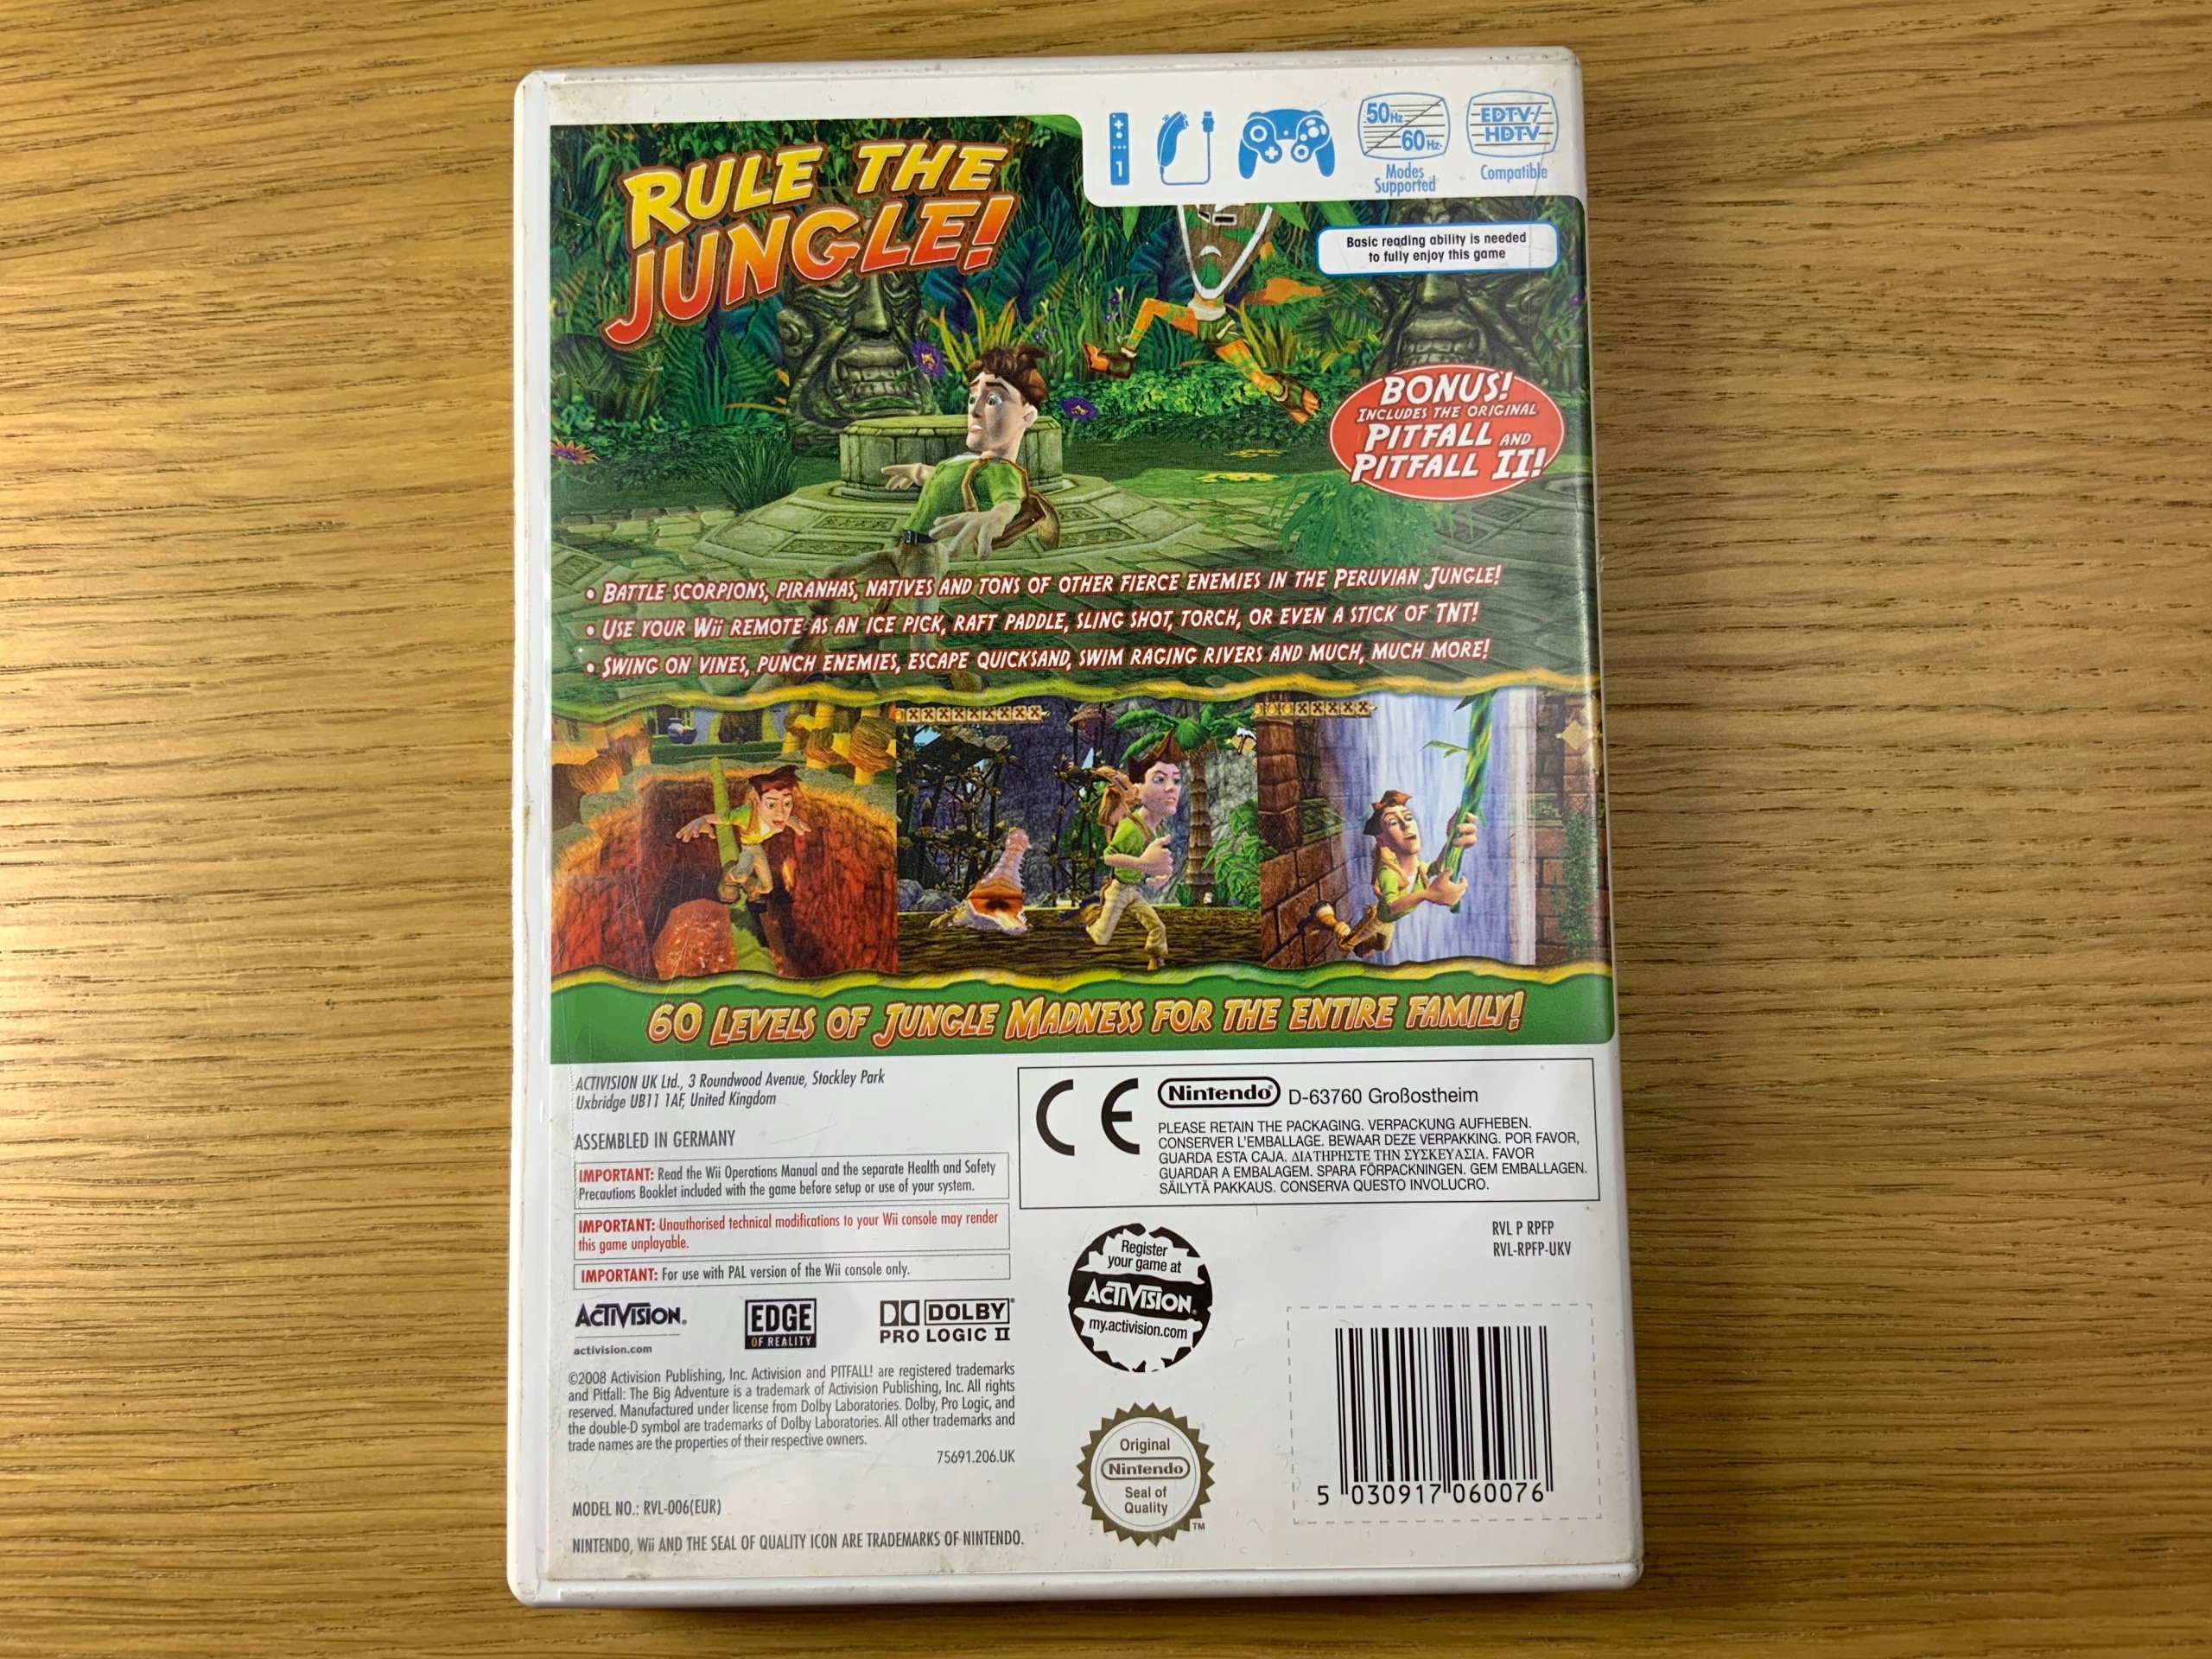 RULE THE
JUNGLE!
1
50Hz
60Hz
Modes
Supported
EDTV/
HDTV
Compatible
Basic reading ability is needed
to fully enjoy this game
BONUS!
INCLUDES THE ORIGINAL
PITFALL AND
PITFALL II!
• BATTLE SCORPIONS, PIRANHAS, NATIVES AND TONS OF OTHER FIERCE ENEMIES IN THE PERUVIAN JUNGLE!
• USE YOUR Wii REMOTE AS AN ICE PICK, RAFT PADDLE, SLING SHOT, TORCH, OR EVEN A STICK OF TNT!
• SWING ON VINES, PUNCH ENEMIES, ESCAPE QUICKSAND, SWIM RAGING RIVERS AND MUCH, MUCH MORE!
60 LEVELS OF JUNGLE MADNESS FOR THE ENTIRE FAMILY!
ACTIVISION UK Ltd., 3 Roundwood Avenue, Stockley Park
Uxbridge UB11 1AF, United Kingdom
ASSEMBLED IN GERMANY
IMPORTANT: Read the Wii Operations Manual and the separate Health and Safety
Precautions Booklet included with the game before setup or use of your system.
IMPORTANT: Unauthorised technical modifications to your Wii console may render
this game unplayable.
IMPORTANT: For use with PAL version of the Wii console only.
ACTIVISION®
activision.com
EDGE
OF REALITY
DOLBY®
PRO LOGIC II
©2008 Activision Publishing, Inc. Activision and PITFALL! are registered trademarks
and Pitfall: The Big Adventure is a trademark of Activision Publishing, Inc. All rights
reserved. Manufactured under license from Dolby Laboratories. Dolby, Pro Logic, and
the double-D symbol are trademarks of Dolby Laboratories. All other trademarks and
trade names are the properties of their respective owners.
75691.206.UK
MODEL NO.: RVL-006(EUR)
NINTENDO, Wii AND THE SEAL OF QUALITY ICON ARE TRADEMARKS OF NINTENDO.
CE
Nintendo® D-63760 Großostheim
PLEASE RETAIN THE PACKAGING. VERPACKUNG AUFHEBEN.
CONSERVER L'EMBALLAGE. BEWAAR DEZE VERPAKKING. POR FAVOR,
GUARDA ESTA CAJA. ΔΙΑΤΗΡΗΣΤΕ ΤΗΝ ΣΥΣΚΕΥΑΣΙΑ. FAVOR
GUARDAR A EMBALAGEM. SPARA FÖRPACKNINGEN. GEM EMBALLAGEN.
SÄILYTÄ PAKKAUS. CONSERVA QUESTO INVOLUCRO.
RVL P RPFP
RVL-RPFP-UKV
Register
your game at
ACTIVISION®
my.activision.com
Original
Nintendo
Seal of
Quality
TM
5 030917 060076